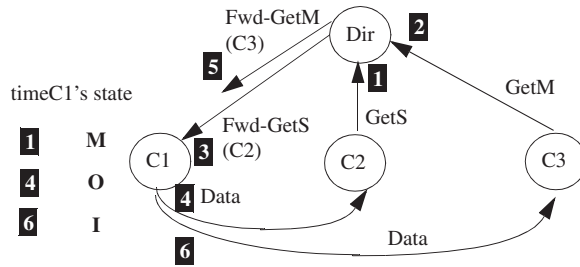 Fwd-GetM
(C3)
Dir
2
5
1
GetM
timeC1's state
Fwd-GetS
(C2)
GetS
1 M
3
C1
C2
C3
4 O
4 Data
6 I
6
Data